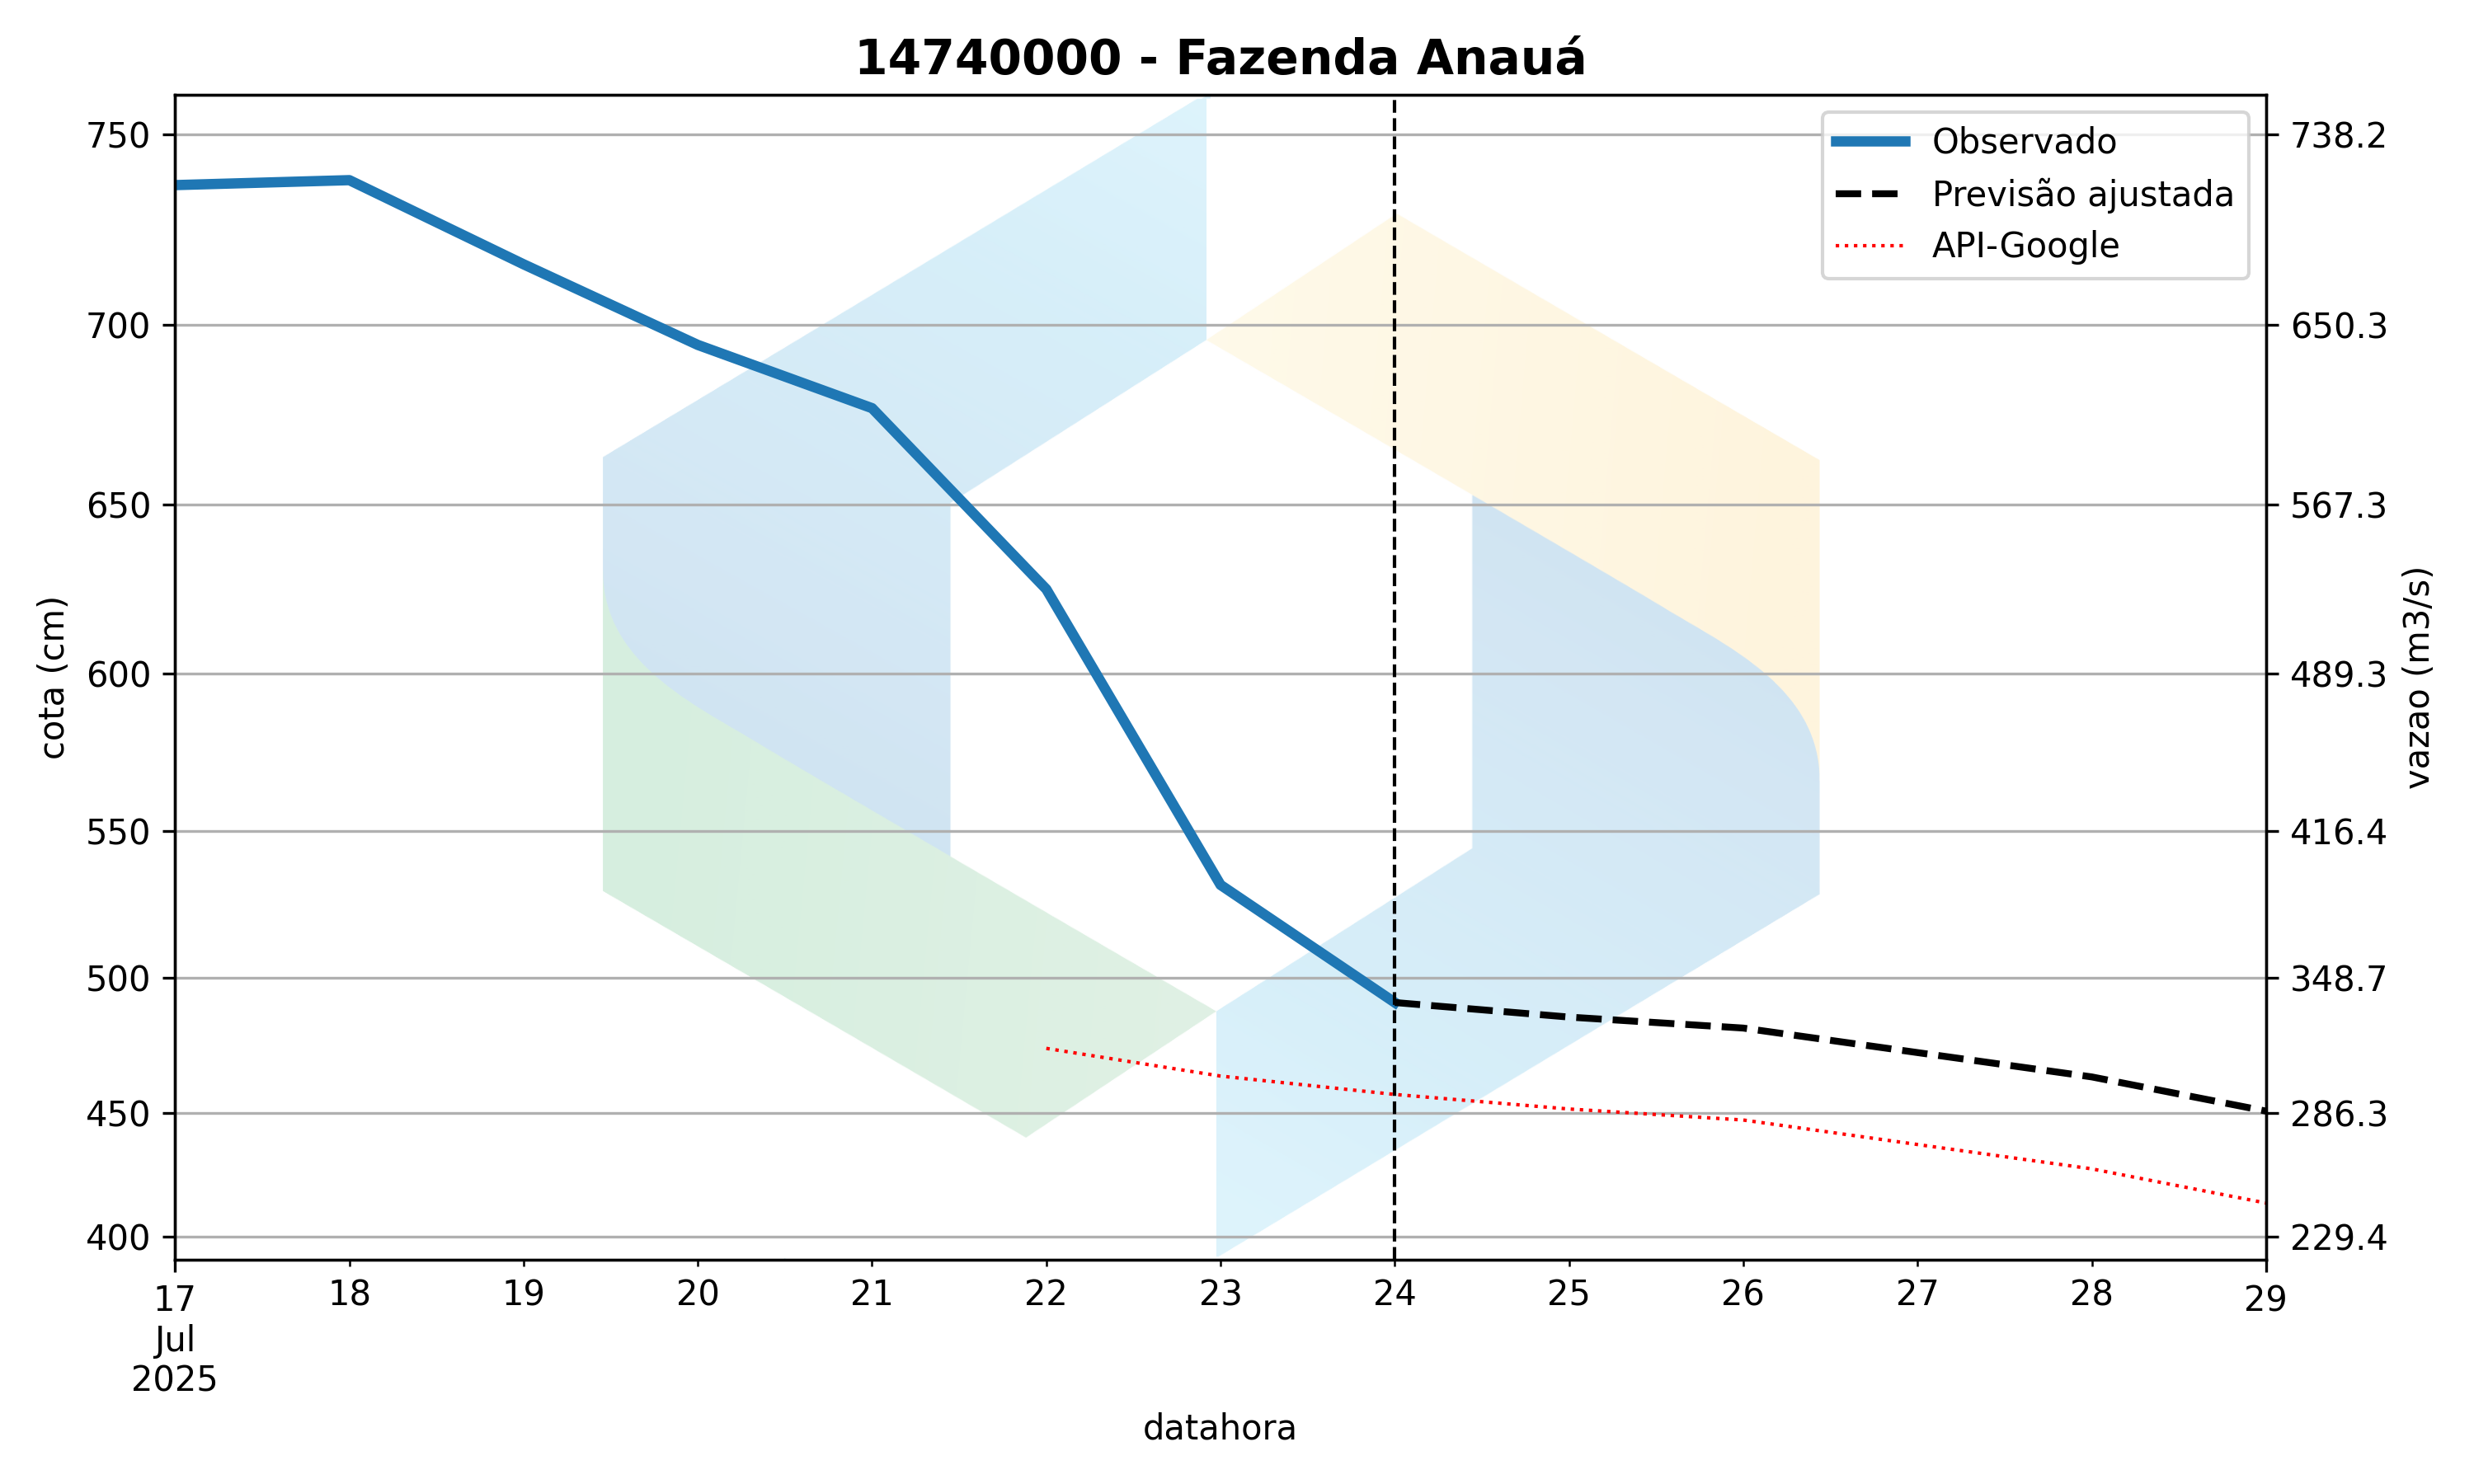 14740000 - Fazenda Anauá
Observado
Previsão ajustada
API-Google
cota (cm)
750
700
650
600
550
500
450
400
738.2
650.3
567.3
489.3
416.4
348.7
286.3
229.4
vazao (m3/s)
17 18 19 20 21 22 23 24 25 26 27 28 29
Jul
2025
datahora